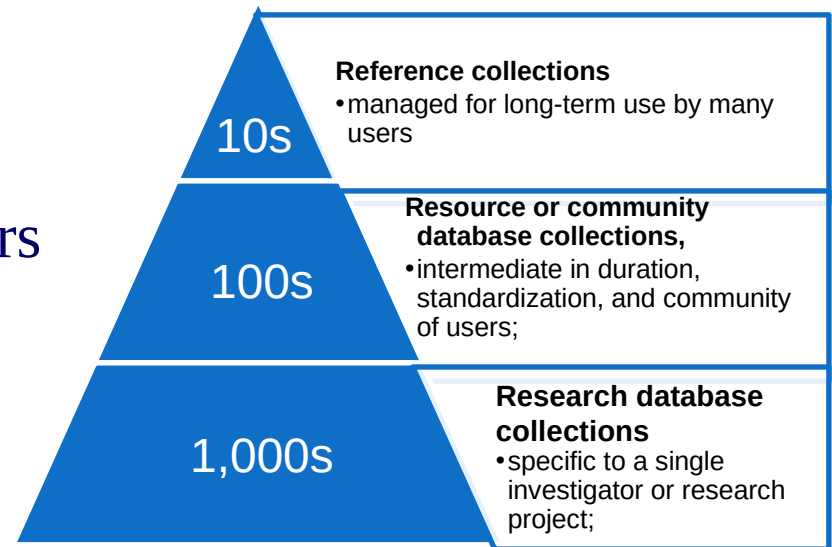 Reference collections
•managed for long-term use by many
users
10s
rs
Resource or community
database collections,
•intermediate in duration,
standardization, and community
of users;
100s
Research database
collections
•specific to a single
investigator or research
project;
1,000s